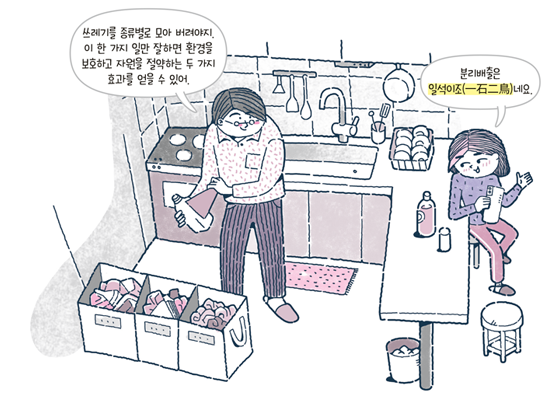 쓰레기를 종류별로 모아 버려야지.
이 한 가지 일만 잘하면 환경을
보호하고 자원을 절약하는 두 가지
효과를 얻을 수 있어.
분리배출은
일석이조(一石二鳥)네요.